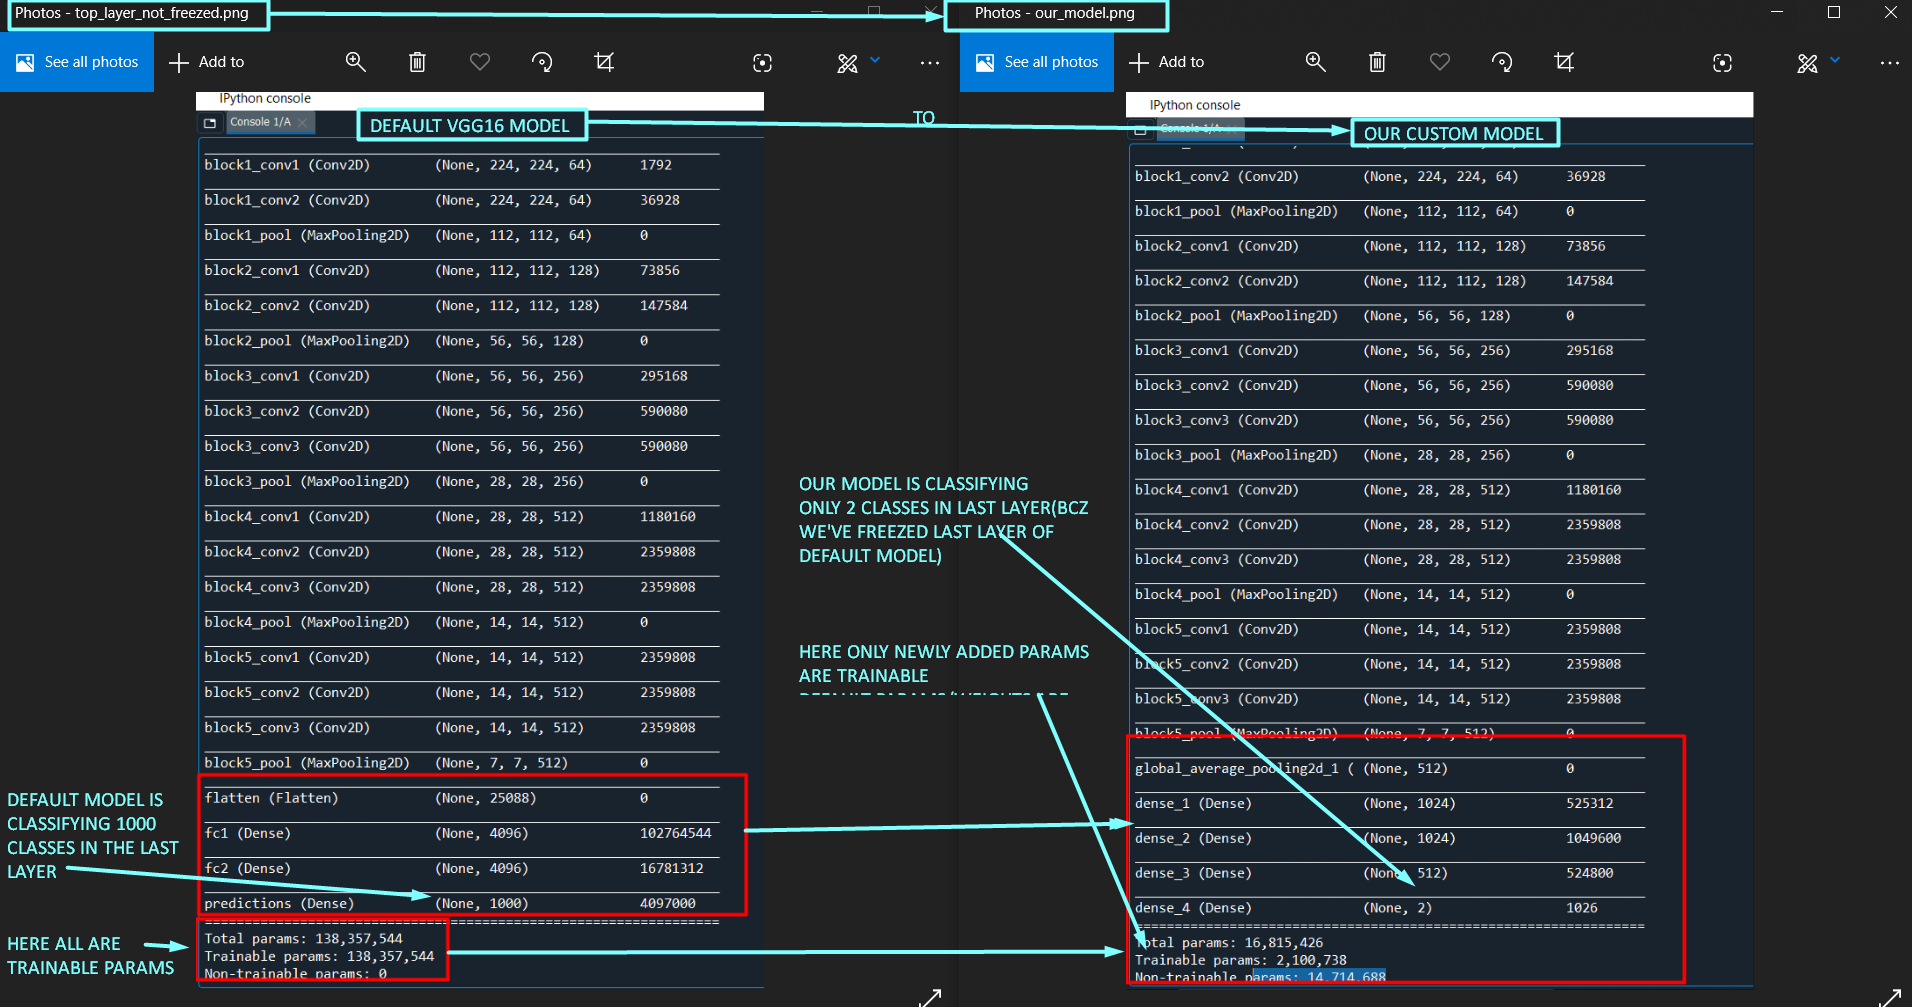 Photos - top_layer_not_freezed.png
See all photos
Add to
IPython console
Console 1/A
DEFAULT VGG16 MODEL
block1_conv1 (Conv2D) (None, 224, 224, 64) 1792
block1_conv2 (Conv2D) (None, 224, 224, 64) 36928
block1_pool (MaxPooling2D) (None, 112, 112, 64) 0
block2_conv1 (Conv2D) (None, 112, 112, 128) 73856
block2_conv2 (Conv2D) (None, 112, 112, 128) 147584
block2_pool (MaxPooling2D) (None, 56, 56, 128) 0
block3_conv1 (Conv2D) (None, 56, 56, 256) 295168
block3_conv2 (Conv2D) (None, 56, 56, 256) 590080
block3_conv3 (Conv2D) (None, 56, 56, 256) 590080
block3_pool (MaxPooling2D) (None, 28, 28, 256) 0
block4_conv1 (Conv2D) (None, 28, 28, 512) 1180160
block4_conv2 (Conv2D) (None, 28, 28, 512) 2359808
block4_conv3 (Conv2D) (None, 28, 28, 512) 2359808
block4_pool (MaxPooling2D) (None, 14, 14, 512) 0
block5_conv1 (Conv2D) (None, 14, 14, 512) 2359808
block5_conv2 (Conv2D) (None, 14, 14, 512) 2359808
block5_conv3 (Conv2D) (None, 14, 14, 512) 2359808
block5_pool (MaxPooling2D) (None, 7, 7, 512) 0
flatten (Flatten) (None, 25088) 0
fc1 (Dense) (None, 4096) 102764544
fc2 (Dense) (None, 4096) 16781312
predictions (Dense) (None, 1000) 4097000
Total params: 138,357,544
Trainable params: 138,357,544
Non-trainable params: 0
DEFAULT MODEL IS
CLASSIFYING 1000
CLASSES IN THE LAST
LAYER
HERE ALL ARE
TRAINABLE PARAMS
TO
OUR MODEL IS CLASSIFYING
ONLY 2 CLASSES IN LAST LAYER(BCZ
WE'VE FREEZED LAST LAYER OF
DEFAULT MODEL)
HERE ONLY NEWLY ADDED PARAMS
ARE TRAINABLE
DEFAULT PARAMS/WEIGHTS ARE
Photos - our_model.png
See all photos
Add to
IPython console
Console 1/A
OUR CUSTOM MODEL
block1_conv2 (Conv2D) (None, 224, 224, 64) 36928
block1_pool (MaxPooling2D) (None, 112, 112, 64) 0
block2_conv1 (Conv2D) (None, 112, 112, 128) 73856
block2_conv2 (Conv2D) (None, 112, 112, 128) 147584
block2_pool (MaxPooling2D) (None, 56, 56, 128) 0
block3_conv1 (Conv2D) (None, 56, 56, 256) 295168
block3_conv2 (Conv2D) (None, 56, 56, 256) 590080
block3_conv3 (Conv2D) (None, 56, 56, 256) 590080
block3_pool (MaxPooling2D) (None, 28, 28, 256) 0
block4_conv1 (Conv2D) (None, 28, 28, 512) 1180160
block4_conv2 (Conv2D) (None, 28, 28, 512) 2359808
block4_conv3 (Conv2D) (None, 28, 28, 512) 2359808
block4_pool (MaxPooling2D) (None, 14, 14, 512) 0
block5_conv1 (Conv2D) (None, 14, 14, 512) 2359808
block5_conv2 (Conv2D) (None, 14, 14, 512) 2359808
block5_conv3 (Conv2D) (None, 14, 14, 512) 2359808
block5_pool (MaxPooling2D) (None, 7, 7, 512) 0
global_average_pooling2d_1 ( (None, 512) 0
dense_1 (Dense) (None, 1024) 525312
dense_2 (Dense) (None, 1024) 1049600
dense_3 (Dense) (None, 512) 524800
dense_4 (Dense) (None, 2) 1026
Total params: 16,815,426
Trainable params: 2,100,738
Non-trainable params: 14,714,688